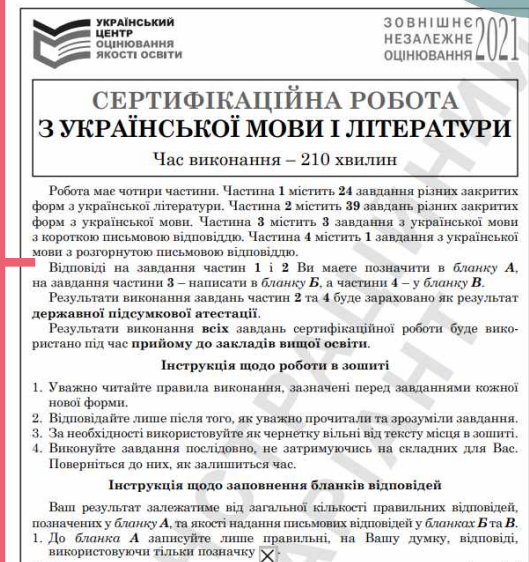 УКРАЇНСЬКИЙ
ЦЕНТР
ОЦІНЮВАННЯ
ЯКОСТІ ОСВІТИ
ЗОВНІШНЄ
НЕЗАЛЕЖНЕ
ОЦІНЮВАННЯ 2021
СЕРТИФІКАЦІЙНА РОБОТА
З УКРАЇНСЬКОЇ МОВИ І ЛІТЕРАТУРИ
Час виконання – 210 хвилин
Робота має чотири частини. Частина 1 містить 24 завдання різних закритих
форм з української літератури. Частина 2 містить 39 завдань різних закритих
форм з української мови. Частина 3 містить 3 завдання з української мови
з короткою письмовою відповіддю. Частина 4 містить 1 завдання з української
мови з розгорнутою письмовою відповіддю.
Відповіді на завдання частин 1 і 2 Ви маєте позначити в бланку А,
на завдання частини 3 – написати в бланку Б, а частини 4 – у бланку В.
Результати виконання завдань частин 2 та 4 буде зараховано як результат
державної підсумкової атестації.
Результати виконання всіх завдань сертифікаційної роботи буде вико-
ристано під час прийому до закладів вищої освіти.
Інструкція щодо роботи в зошиті
1. Уважно читайте правила виконання, зазначені перед завданнями кожної
нової форми.
2. Відповідайте лише після того, як уважно прочитали та зрозуміли завдання.
3. За необхідності використовуйте як чернетку вільні від тексту місця в зошиті.
4. Виконуйте завдання послідовно, не затримуючись на складних для Вас.
Поверніться до них, як залишиться час.
Інструкція щодо заповнення бланків відповідей
Ваш результат залежатиме від загальної кількості правильних відповідей,
позначених у бланку А, та якості надання письмових відповідей у бланках Б та В.
1. До бланка А записуйте лише правильні, на Вашу думку, відповіді,
використовуючи тільки позначку ☒.